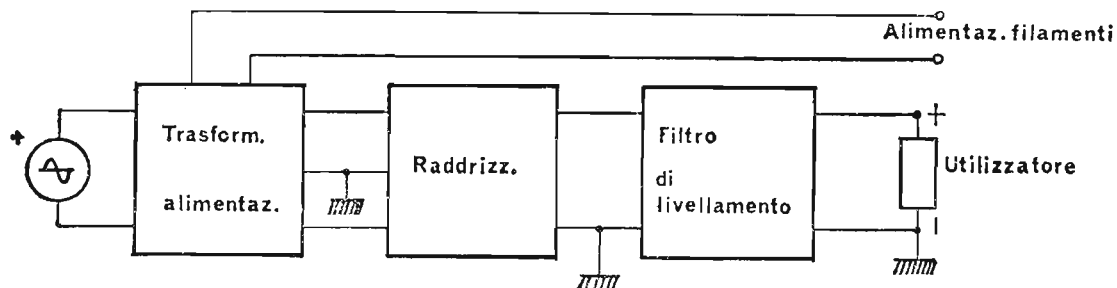 Alimentaz. filamenti
+
Trasform.
alimentaz.
Raddrizz.
Filtro
di
livellamento
+
Utilizzatore
-